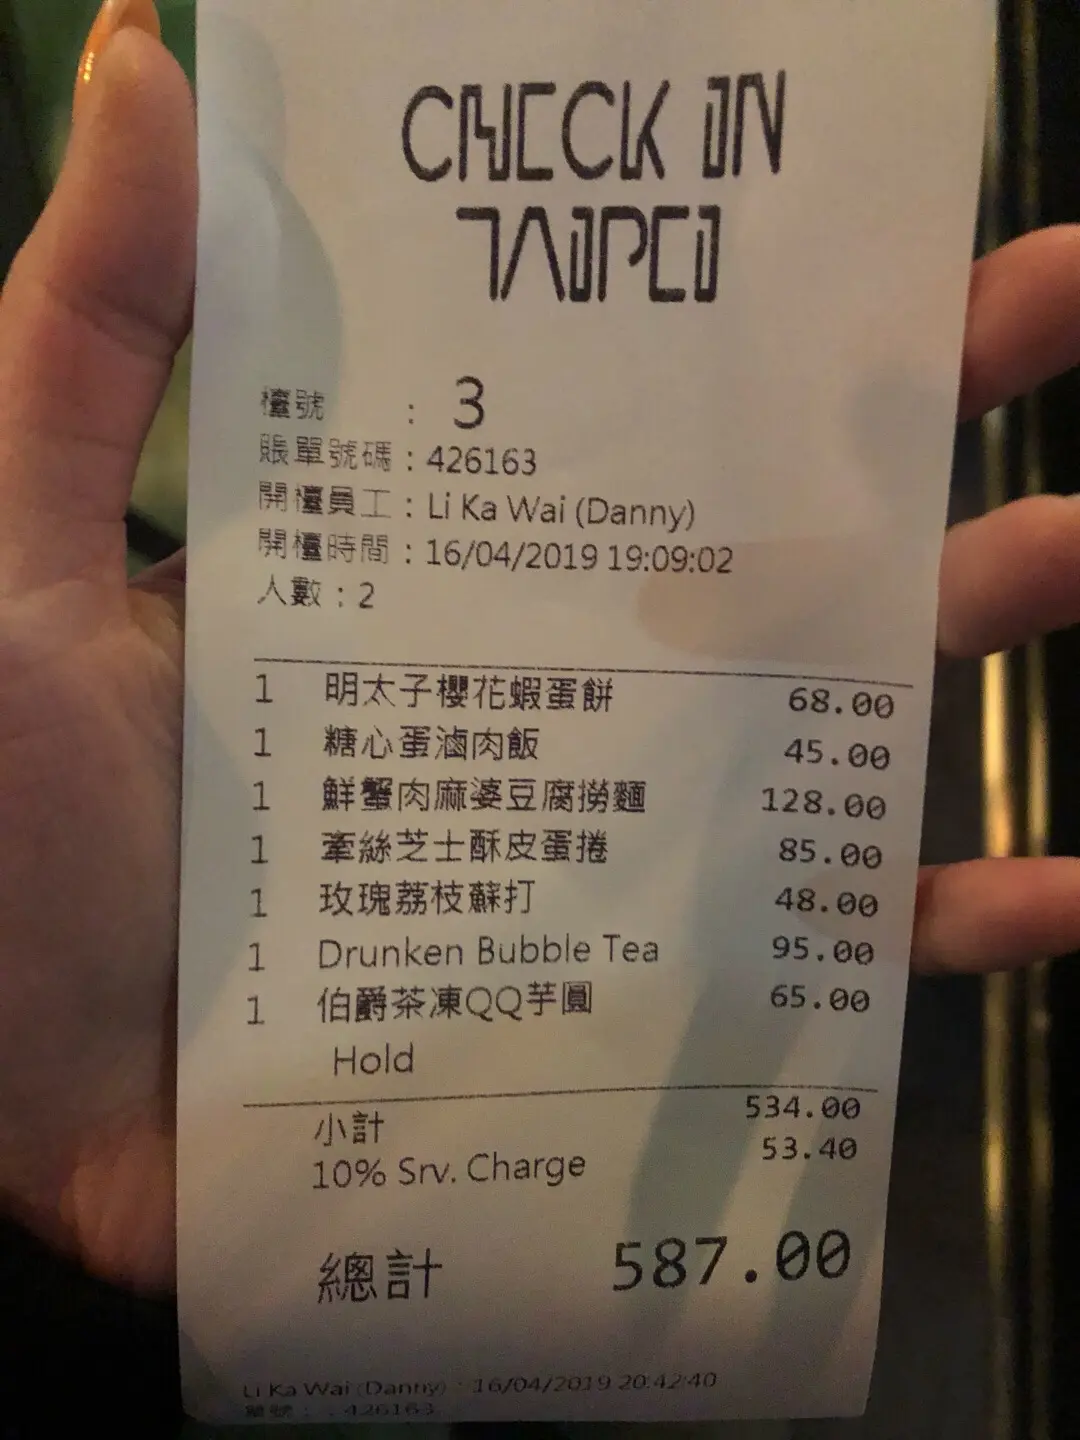 CHECK IN
TAIPEI
檯號 : 3
賬單號碼 : 426163
開檯員工 : Li Ka Wai (Danny)
開檯時間 : 16/04/2019 19:09:02
人數 : 2
1 明太子櫻花蝦蛋餅 68.00
1 糖心蛋滷肉飯 45.00
1 鮮蟹肉麻婆豆腐撈麵 128.00
1 牽絲芝士酥皮蛋捲 85.00
1 玫瑰荔枝蘇打 48.00
1 Drunken Bubble Tea 95.00
1 伯爵茶凍QQ芋圓 65.00
Hold
小計 534.00
10% Srv. Charge 53.40
總計 587.00
Li Ka Wai (Danny) : 16/04/2019 20:42:40
單號 : : 426163